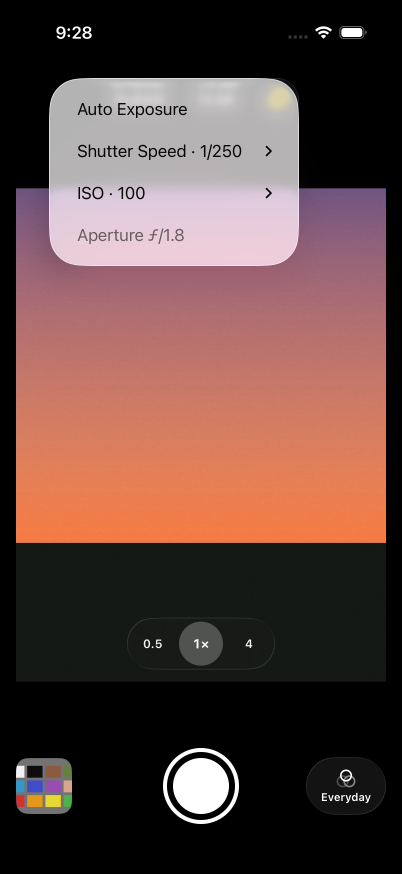 9:28
Auto Exposure
Shutter Speed · 1/250
ISO · 100
Aperture ƒ/1.8
0.5
1×
4
Everyday